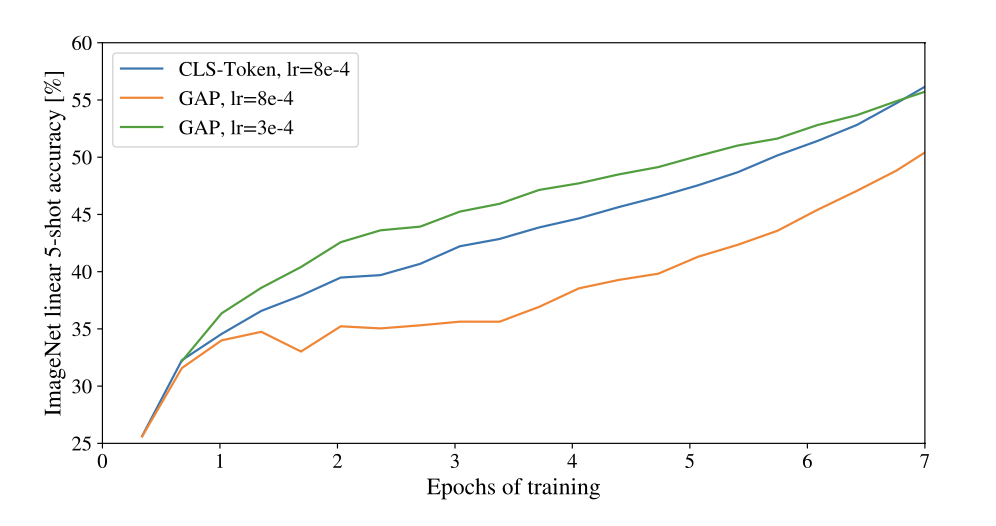 60
55
50
45
40
35
30
25
ImageNet linear 5-shot accuracy [%]
CLS-Token, lr=8e-4
GAP, lr=8e-4
GAP, lr=3e-4
0 1 2 3 4 5 6 7
Epochs of training